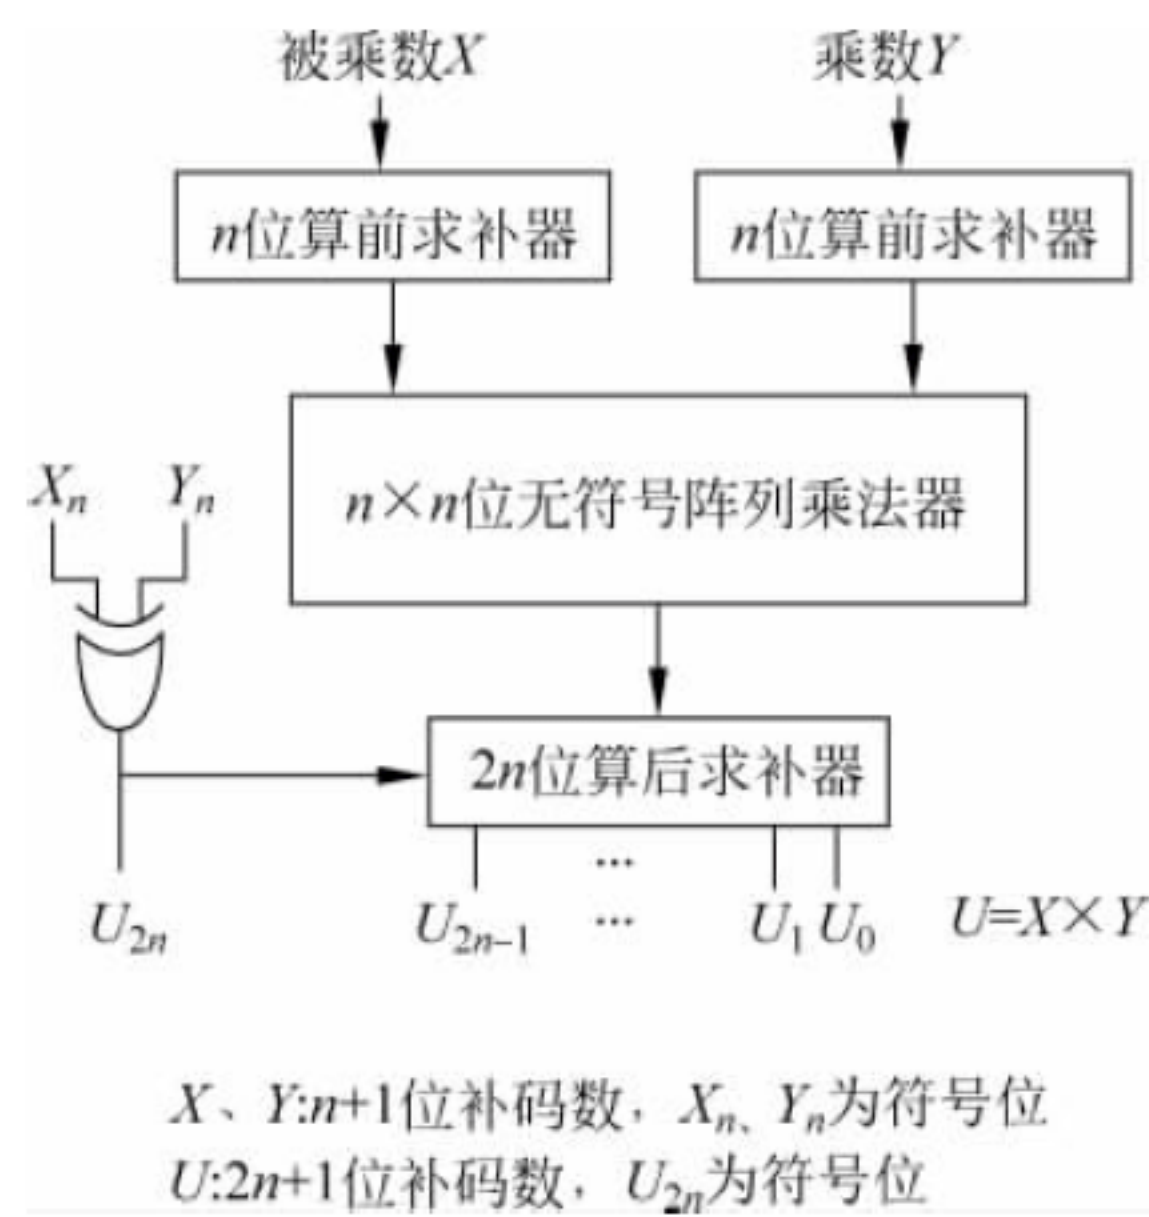 被乘数X 乘数Y
n位算前求补器 n位算前求补器
Xn Yn
n×n位无符号阵列乘法器
2n位算后求补器
...
U2n U2n–1 ... U1 U0 U=X×Y
X、Y:n+1位补码数，Xn、Yn为符号位
U:2n+1位补码数，U2n为符号位